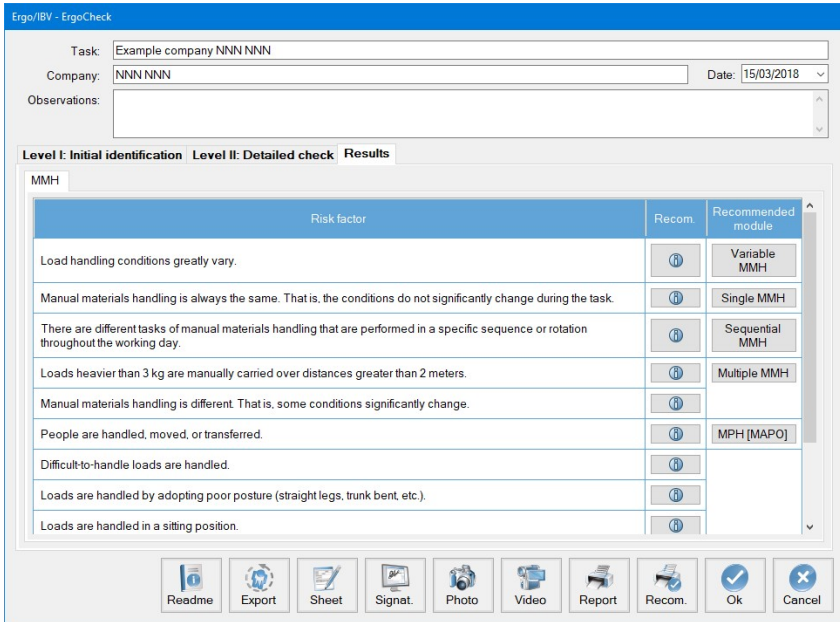 Ergo/IBV - ErgoCheck
Task: Example company NNN NNN
Company: NNN NNN Date: 15/03/2018
Observations:
Level I: Initial identification Level II: Detailed check Results
MMH
Risk factor Recom. Recommended
module
Load handling conditions greatly vary. Variable
MMH
Manual materials handling is always the same. That is, the conditions do not significantly change during the task. Single MMH
There are different tasks of manual materials handling that are performed in a specific sequence or rotation
throughout the working day.
Sequential
MMH
Loads heavier than 3 kg are manually carried over distances greater than 2 meters. Multiple MMH
Manual materials handling is different. That is, some conditions significantly change.
People are handled, moved, or transferred. MPH [MAPO]
Difficult-to-handle loads are handled.
Loads are handled by adopting poor posture (straight legs, trunk bent, etc.).
Loads are handled in a sitting position.
Readme Export Sheet Signat. Photo Video Report Recom. Ok Cancel